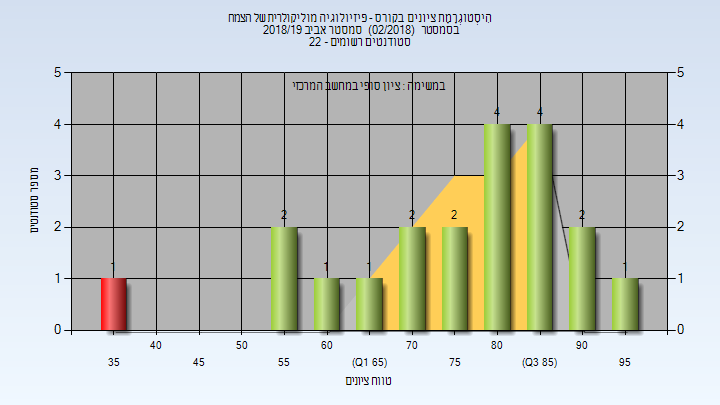 היסטוגרמת ציונים בקורס - פיזיולוגיה מולקולרית של הצמח
בסמסטר (02/2018) סמסטר אביב 2018/19
סטודנטים רשומים - 22
במשימה : ציון סופי במחשב המרכזי
5 5
4 4
3 3
2 2
1 1
0 0
מספר סטודנטים
1 2 1 1 2 2 4 4 2 1
40 50 60 70 80 90
35 45 55 (Q1 65) 75 (Q3 85) 95
טווח ציונים